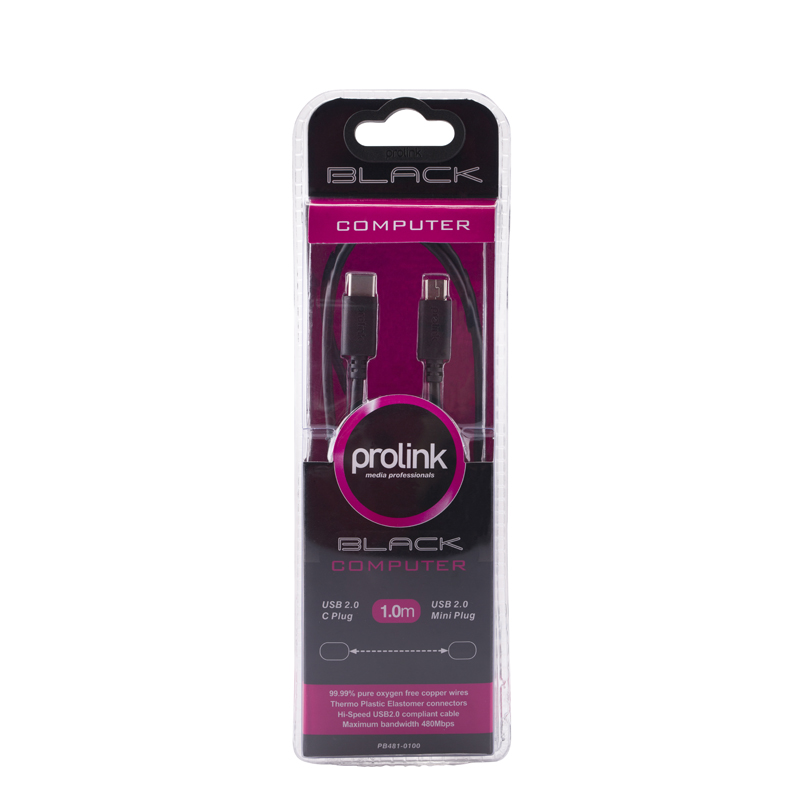 prolink
BLACK
COMPUTER
prolink
media professionals
BLACK
COMPUTER
USB 2.0
C Plug
1.0m
USB 2.0
Mini Plug
99.99% pure oxygen free copper wires
Thermo Plastic Elastomer connectors
Hi-Speed USB2.0 compliant cable
Maximum bandwidth 480Mbps
PB481-0100